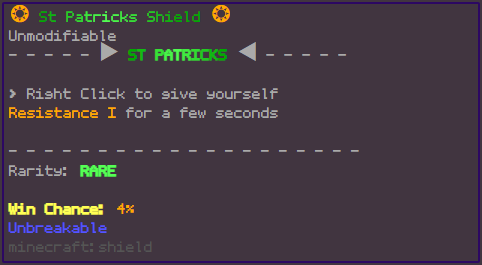 St Patricks Shield
Unmodifiable
- - - - - ▶ ST PATRICKS ◀ - - - - -
> Right Click to give yourself
Resistance I for a few seconds
- - - - - - - - - - - - - - - - - -
Rarity: RARE
Win Chance: 4%
Unbreakable
minecraft:shield